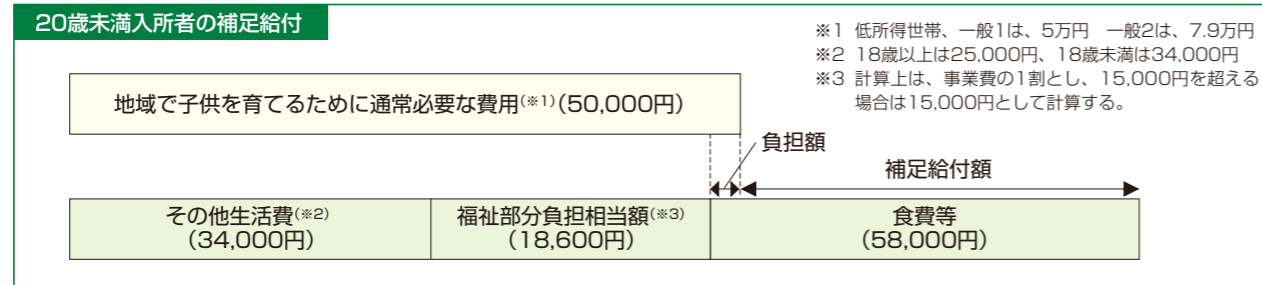 20歳未満入所者の補足給付
※1 低所得世帯、一般1は、5万円 一般2は、7.9万円
※2 18歳以上は25,000円、18歳未満は34,000円
※3 計算上は、事業費の1割とし、15,000円を超える
場合は15,000円として計算する。
地域で子供を育てるために通常必要な費用(※1)(50,000円)
負担額
補足給付額
その他生活費(※2)
(34,000円)
福祉部分負担相当額(※3)
(18,600円)
食費等
(58,000円)